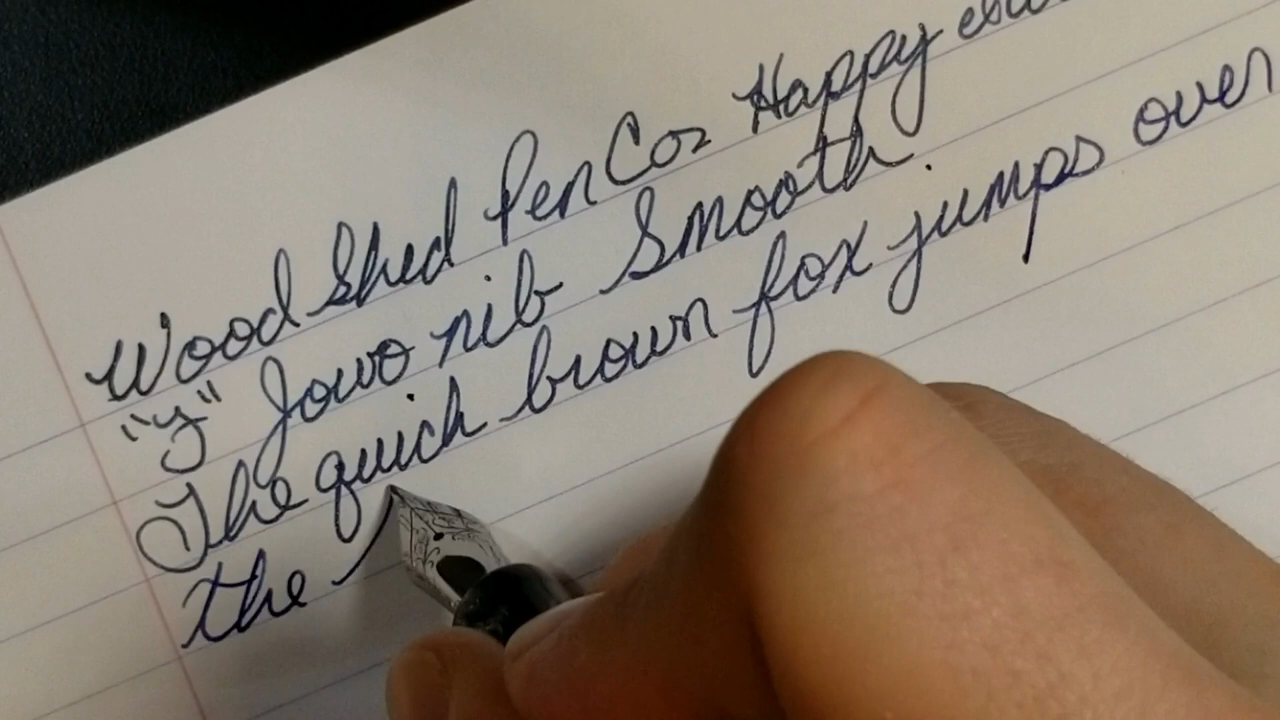 Wood Shed Pen Co. Happy
"y" Jowo nib Smooth.
The quick brown fox jumps over
the